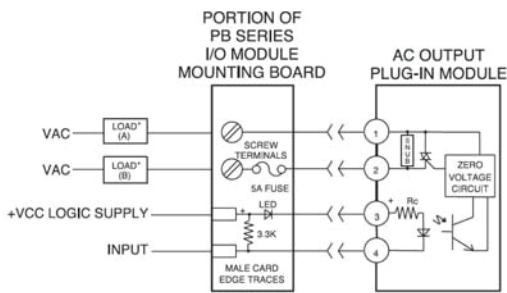 PORTION OF
PB SERIES
I/O MODULE
MOUNTING BOARD
AC OUTPUT
PLUG-IN MODULE
VAC
LOAD*
(A)
1
SCREW
TERMINALS
SNUB
VAC
LOAD*
(B)
2
5A FUSE
ZERO
VOLTAGE
CIRCUIT
+VCC LOGIC SUPPLY
+
LED
3
+
Rc
3.3K
INPUT
4
MALE CARD
EDGE TRACES